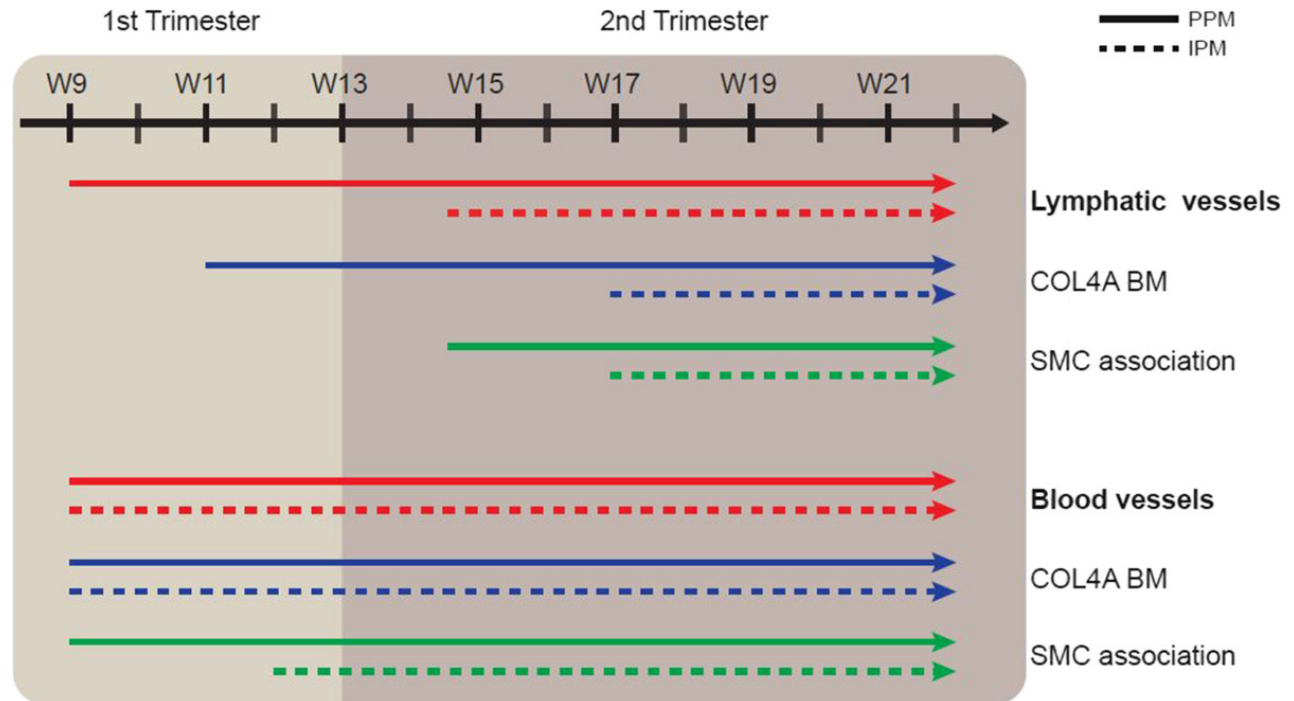 1st Trimester 2nd Trimester PPM
IPM
W9 W11 W13 W15 W17 W19 W21
Lymphatic vessels
COL4A BM
SMC association
Blood vessels
COL4A BM
SMC association